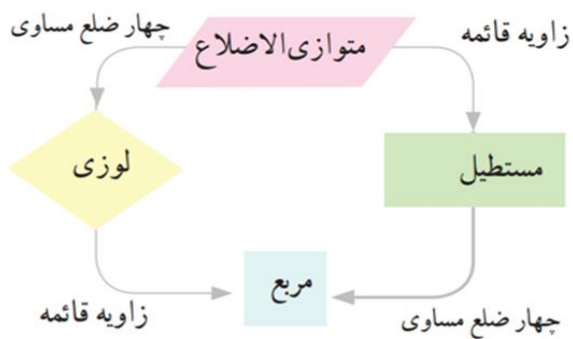 زاویه قائمه
متوازی‌الاضلاع
چهار ضلع مساوی
مستطیل
لوزی
مربع
چهار ضلع مساوی
زاویه قائمه